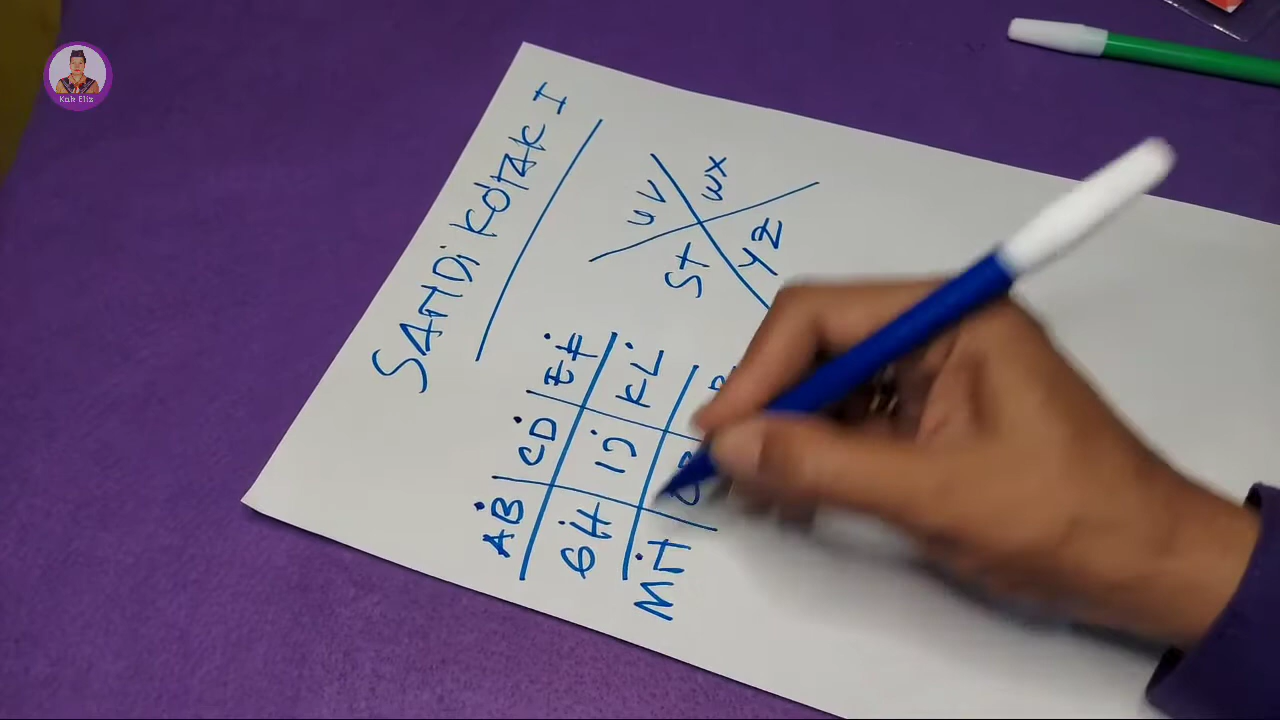 Kak Eliz
SANDI KOTAK I
AB CD EF
GH IJ KL
MN
UV
ST WX
YZ